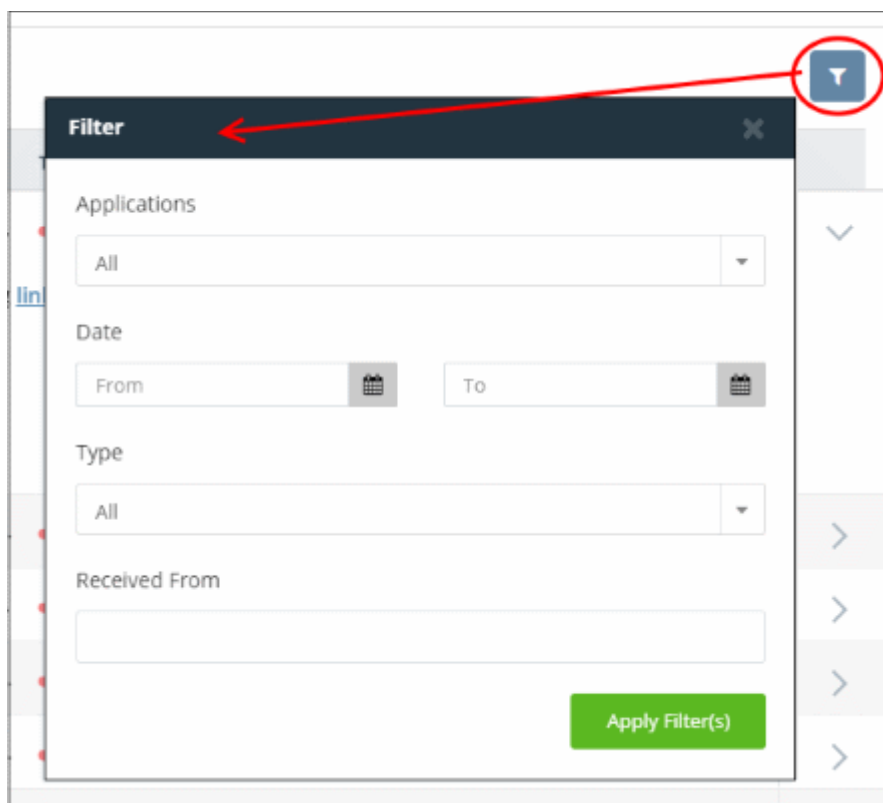 Filter
Applications
All
Date
From To
Type
All
Received From
Apply Filter(s)